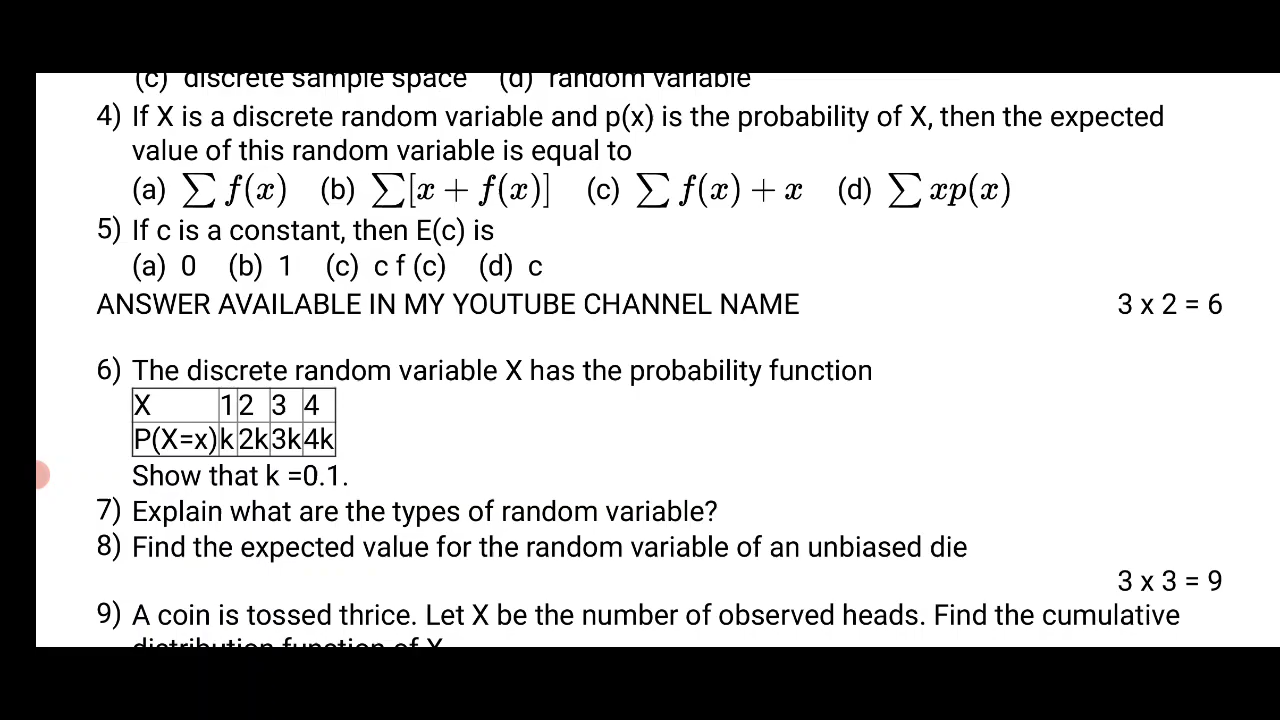 (c) discrete sample space (d) random variable
4) If X is a discrete random variable and p(x) is the probability of X, then the expected
value of this random variable is equal to
(a) ∑ f(x) (b) ∑[x + f(x)] (c) ∑ f(x) + x (d) ∑ xp(x)
5) If c is a constant, then E(c) is
(a) 0 (b) 1 (c) c f (c) (d) c
ANSWER AVAILABLE IN MY YOUTUBE CHANNEL NAME 3 x 2 = 6
6) The discrete random variable X has the probability function
X 1 2 3 4
P(X=x) k 2k 3k 4k
Show that k =0.1.
7) Explain what are the types of random variable?
8) Find the expected value for the random variable of an unbiased die
3 x 3 = 9
9) A coin is tossed thrice. Let X be the number of observed heads. Find the cumulative
distribution function of X